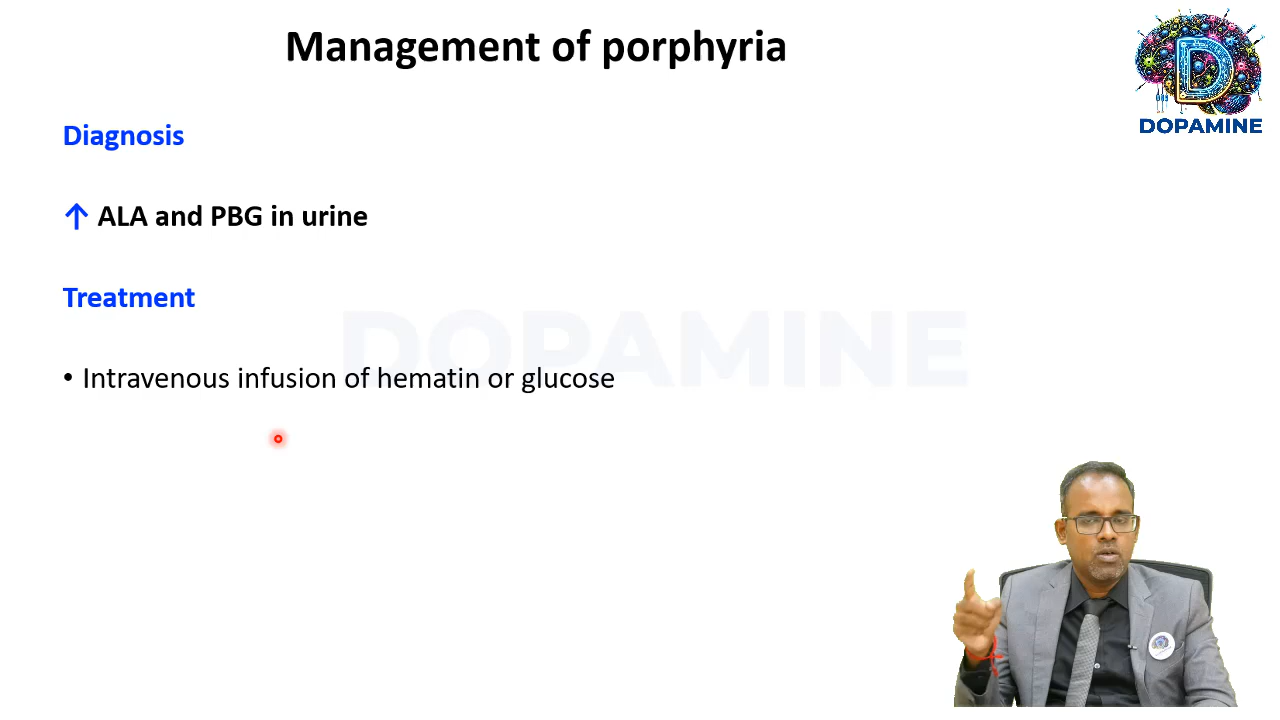 Management of porphyria
DOPAMINE
Diagnosis
↑ ALA and PBG in urine
Treatment
DOPAMINE
• Intravenous infusion of hematin or glucose